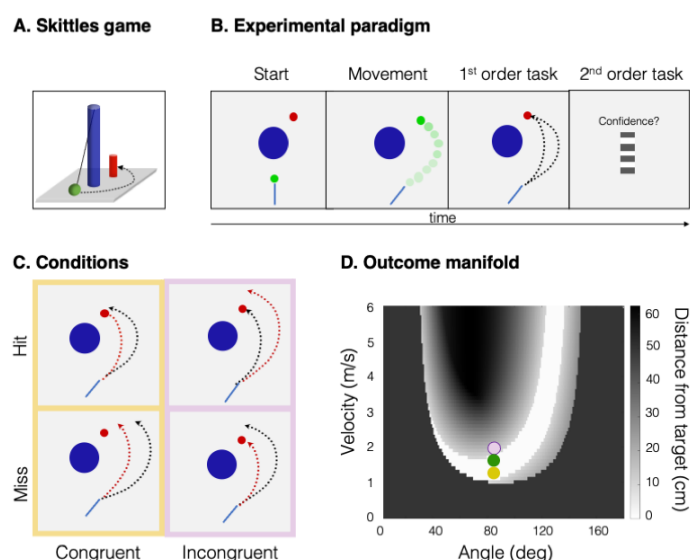 A. Skittles game
B. Experimental paradigm
Start
Movement
1st order task
2nd order task
Confidence?
time
C. Conditions
Hit
Miss
Congruent
Incongruent
D. Outcome manifold
Velocity (m/s)
6
5
4
3
2
1
0
0
40
80
120
160
Angle (deg)
60
50
40
30
20
10
0
Distance from target (cm)